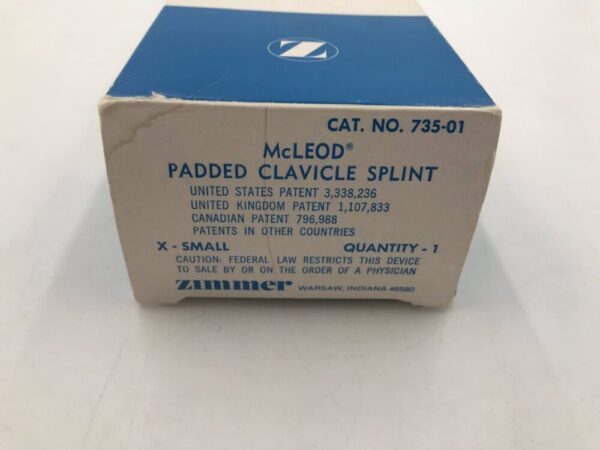 Z
CAT. NO. 735-01
McLEOD®
PADDED CLAVICLE SPLINT
UNITED STATES PATENT 3,338,236
UNITED KINGDOM PATENT 1,107,833
CANADIAN PATENT 796,988
PATENTS IN OTHER COUNTRIES
X - SMALL QUANTITY - 1
CAUTION: FEDERAL LAW RESTRICTS THIS DEVICE
TO SALE BY OR ON THE ORDER OF A PHYSICIAN
zimmer WARSAW, INDIANA 46580